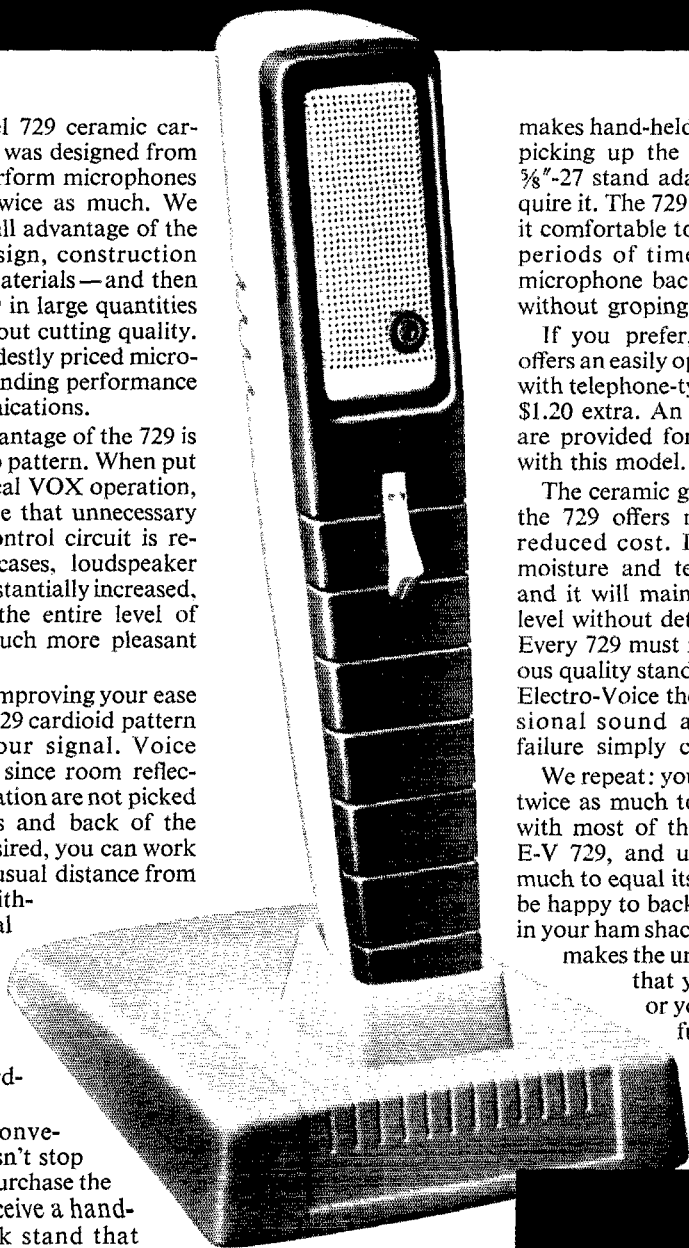 el 729 ceramic car-
was designed from
rform microphones
wice as much. We
ll advantage of the
sign, construction
aterials—and then
in large quantities
out cutting quality.
destly priced micro-
nding performance
nications.
antage of the 729 is
o pattern. When put
cal VOX operation,
e that unnecessary
ontrol circuit is re-
cases, loudspeaker
stantially increased,
the entire level of
uch more pleasant
mproving your ease
29 cardioid pattern
our signal. Voice
since room reflec-
ation are not picked
s and back of the
sired, you can work
usual distance from
ith-
al
d-
onve-
sn't stop
urchase the
ceive a hand-
k stand that
makes hand-held
picking up the
⅝"-27 stand ada
quire it. The 729
it comfortable to
periods of time
microphone bac
without groping
If you prefer,
offers an easily op
with telephone-ty
$1.20 extra. An
are provided for
with this model.
The ceramic g
the 729 offers
reduced cost. I
moisture and te
and it will main
level without det
Every 729 must
ous quality stand
Electro-Voice the
sional sound a
failure simply c
We repeat: you
twice as much to
with most of th
E-V 729, and u
much to equal its
be happy to back
in your ham shac
makes the un
that y
or yo
fu